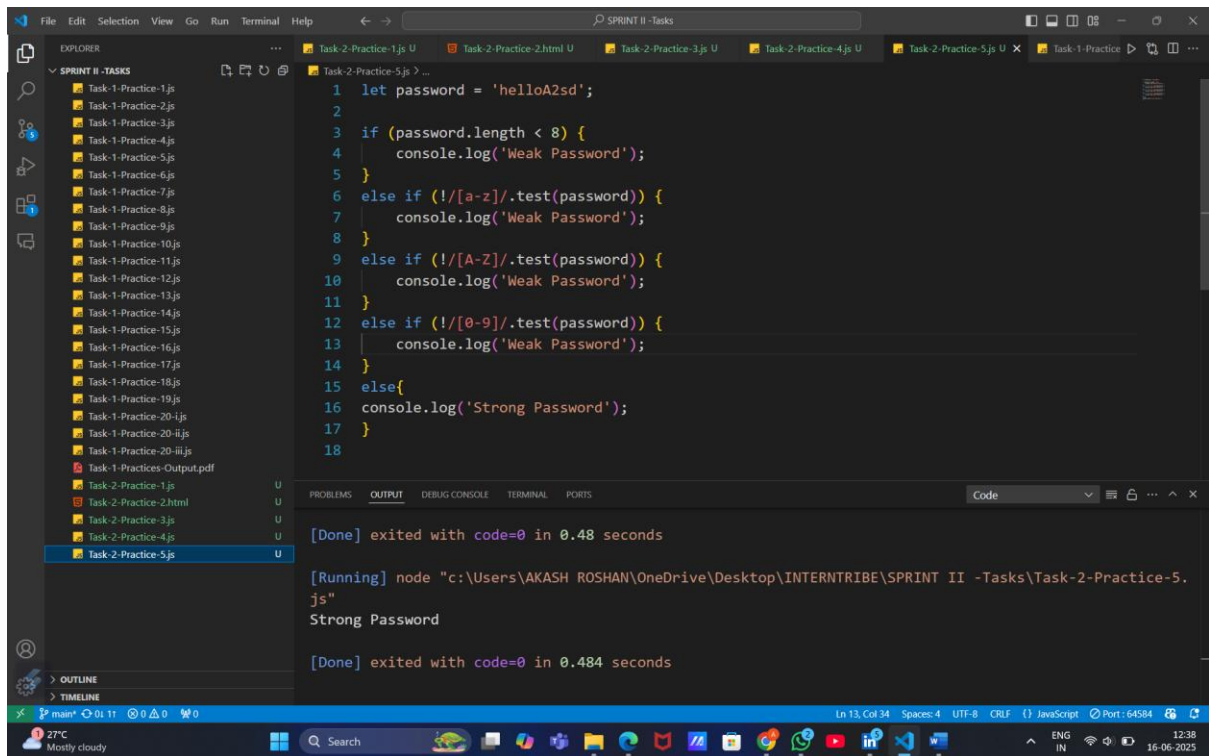 File Edit Selection View Go Run Terminal Help
SPRINT II -Tasks
EXPLORER
SPRINT II -TASKS
Task-1-Practice-1.js
Task-1-Practice-2.js
Task-1-Practice-3.js
Task-1-Practice-4.js
Task-1-Practice-5.js
Task-1-Practice-6.js
Task-1-Practice-7.js
Task-1-Practice-8.js
Task-1-Practice-9.js
Task-1-Practice-10.js
Task-1-Practice-11.js
Task-1-Practice-12.js
Task-1-Practice-13.js
Task-1-Practice-14.js
Task-1-Practice-15.js
Task-1-Practice-16.js
Task-1-Practice-17.js
Task-1-Practice-18.js
Task-1-Practice-19.js
Task-1-Practice-20-i.js
Task-1-Practice-20-ii.js
Task-1-Practice-20-iii.js
Task-1-Practices-Output.pdf
Task-2-Practice-1.js U
Task-2-Practice-2.html U
Task-2-Practice-3.js U
Task-2-Practice-4.js U
Task-2-Practice-5.js U
OUTLINE
TIMELINE
Task-2-Practice-1.js U Task-2-Practice-2.html U Task-2-Practice-3.js U Task-2-Practice-4.js U Task-2-Practice-5.js U Task-1-Practice
Task-2-Practice-5.js > ...
1 let password = 'helloA2sd';
2
3 if (password.length < 8) {
4 console.log('Weak Password');
5 }
6 else if (!/[a-z]/.test(password)) {
7 console.log('Weak Password');
8 }
9 else if (!/[A-Z]/.test(password)) {
10 console.log('Weak Password');
11 }
12 else if (!/[0-9]/.test(password)) {
13 console.log('Weak Password');
14 }
15 else{
16 console.log('Strong Password');
17 }
18
PROBLEMS OUTPUT DEBUG CONSOLE TERMINAL PORTS Code
[Done] exited with code=0 in 0.48 seconds
[Running] node "c:\Users\AKASH ROSHAN\OneDrive\Desktop\INTERNTRIBE\SPRINT II -Tasks\Task-2-Practice-5.
js"
Strong Password
[Done] exited with code=0 in 0.484 seconds
main* 0↓ 1↑ 0 0 0 Ln 13, Col 34 Spaces: 4 UTF-8 CRLF {} JavaScript Port : 64584
27°C
Mostly cloudy
Search
ENG
IN
12:38
16-06-2025